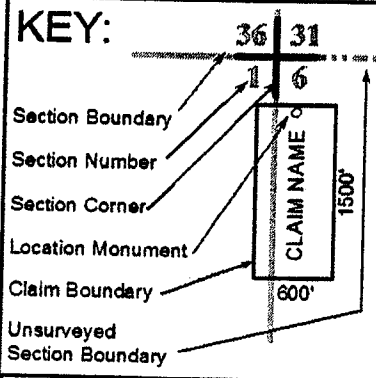 KEY:
36 31
1 6
Section Boundary
Section Number
Section Corner
Location Monument
Claim Boundary
Unsurveyed
Section Boundary
CLAIM NAME
1500'
600'